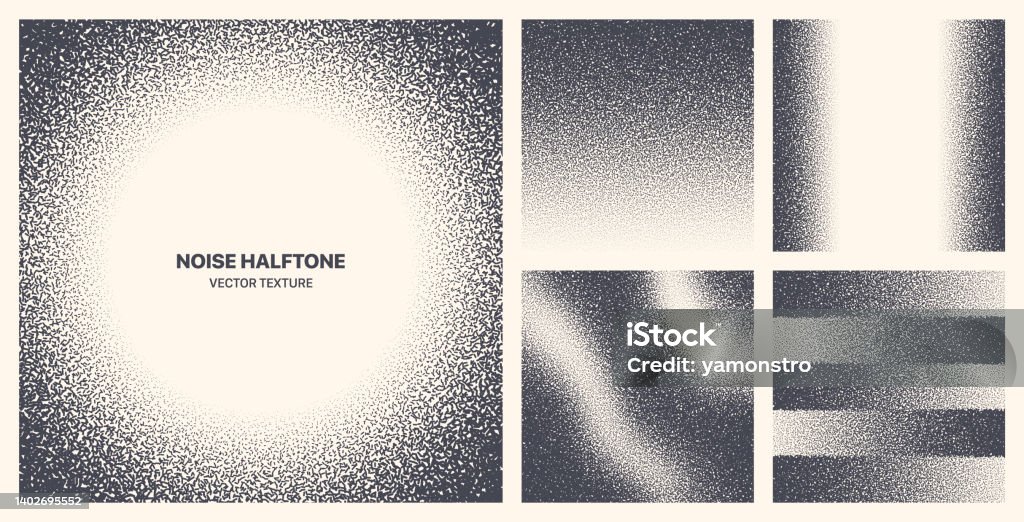 NOISE HALFTONE
VECTOR TEXTURE
iStock
Credit: yamonstro
1402695552